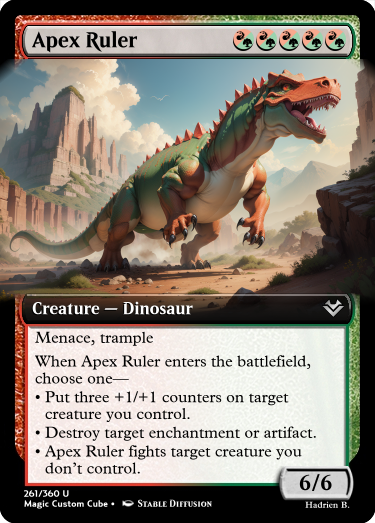 Apex Ruler
Creature — Dinosaur
Menace, trample
When Apex Ruler enters the battlefield,
choose one—
• Put three +1/+1 counters on target
creature you control.
• Destroy target enchantment or artifact.
• Apex Ruler fights target creature you
don't control.
6/6
261/360 U
Magic Custom Cube • Stable Diffusion
Hadrien B.